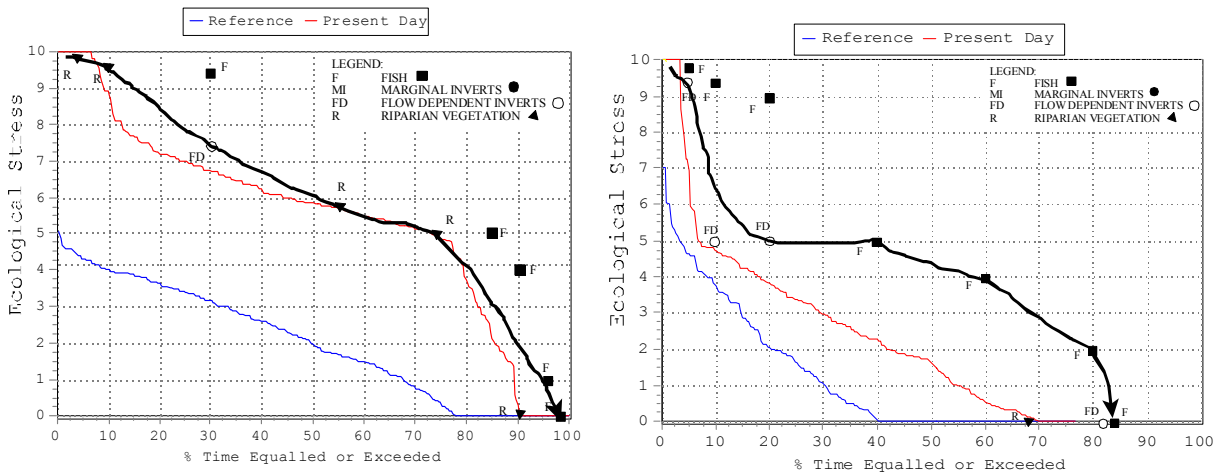 Reference Present Day
10
9
8
7
6
5
4
3
2
1
0
Ecological Stress
LEGEND:
F FISH
MI MARGINAL INVERTS
FD FLOW DEPENDENT INVERTS
R RIPARIAN VEGETATION
R
R
F
FD
R
R
F
F
F
F
R
0 10 20 30 40 50 60 70 80 90 100
% Time Equalled or Exceeded
Reference Present Day
10
9
8
7
6
5
4
3
2
1
0
Ecological Stress
LEGEND:
F FISH
MI MARGINAL INVERTS
FD FLOW DEPENDENT INVERTS
R RIPARIAN VEGETATION
FD F
F
FD
FD
F
F
F
R
FD
F
0 10 20 30 40 50 60 70 80 90 100
% Time Equalled or Exceeded